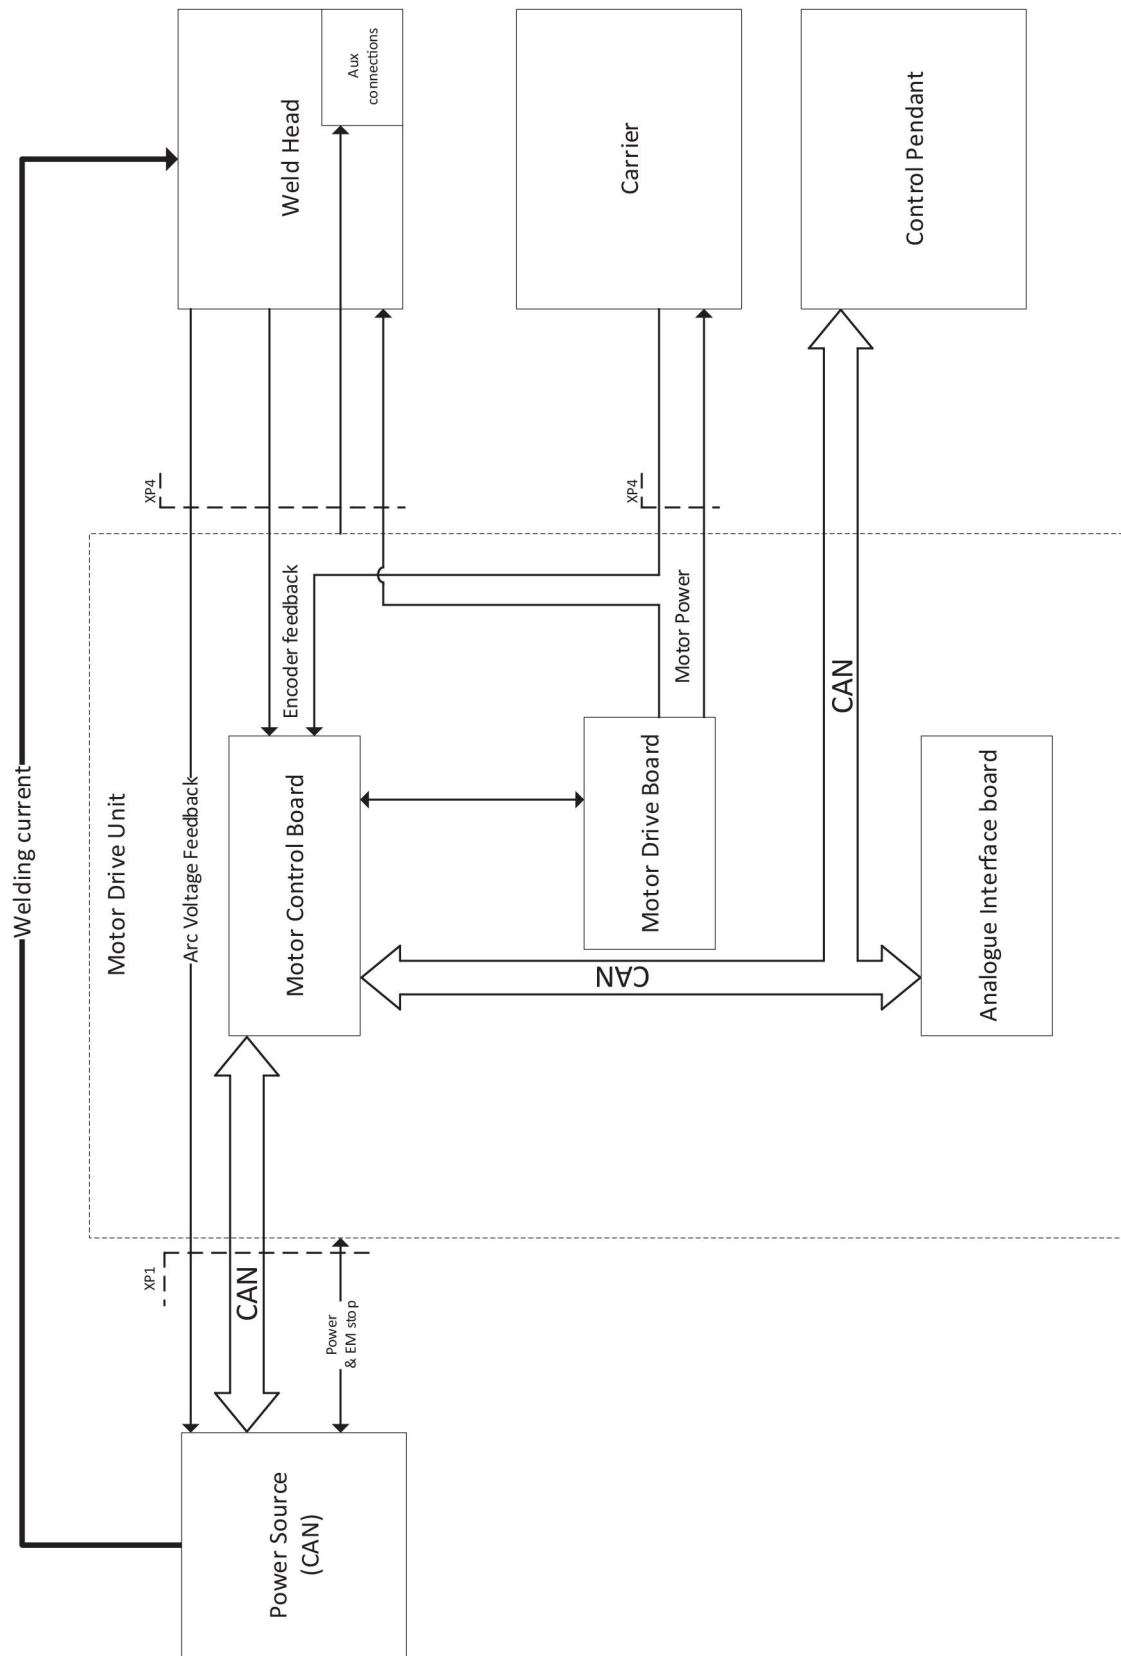 Welding current
Motor Drive Unit
Arc Voltage Feedback
XP1
CAN
Power
& EM stop
Power Source
(CAN)
Motor Control Board
Encoder feedback
XP4
Weld Head
Aux
connections
CAN
Motor Drive Board
Motor Power
XP4
Carrier
CAN
Analogue Interface board
Control Pendant